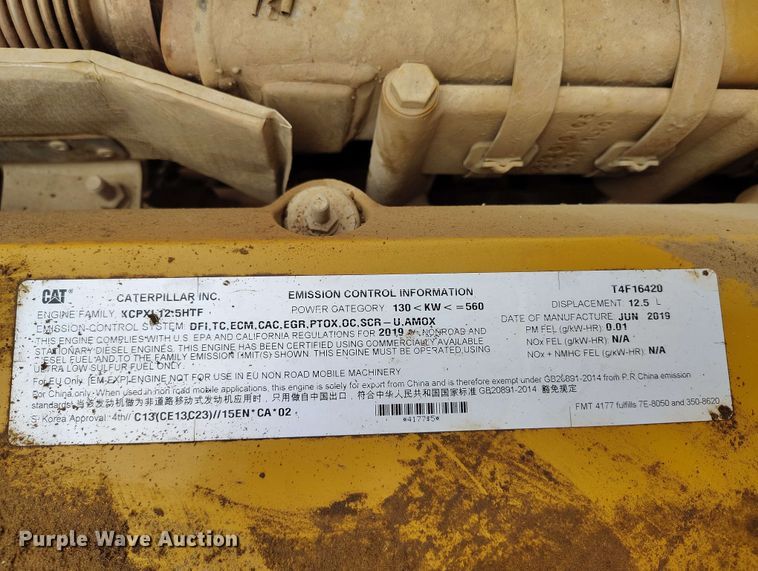 CAT CATERPILLAR INC. EMISSION CONTROL INFORMATION T4F16420
ENGINE FAMILY KCPXL12.5HTF POWER CATEGORY: 130<KW<=560 DISPLACEMENT: 12.5 L
EMISSION-CONTROL SYSTEM: DFI,TC,ECM,CAC,EGR,PTOX,OC,SCR-U,AMOX DATE OF MANUFACTURE: JUN 2019
THIS ENGINE COMPLIES WITH U.S. EPA AND CALIFORNIA REGULATIONS FOR 2019 NONROAD AND PM FEL (g/kW-HR): 0.01
STATIONARY DIESEL ENGINES. THIS ENGINE HAS BEEN CERTIFIED USING COMMERCIALLY AVAILABLE NOx FEL (g/kW-HR): N/A
DIESEL FUEL AND TO THE FAMILY EMISSION LIMIT(S) SHOWN. THIS ENGINE MUST BE OPERATED USING NOx + NMHC FEL (g/kW-HR): N/A
ULTRA LOW SULFUR FUEL ONLY.
For EU Only: [EM-EXP] ENGINE NOT FOR USE IN EU NON ROAD MOBILE MACHINERY
For China Only: In non road mobile applications, this engine is solely for export from China and is therefore exempt under GB20891-2014 from P.R.China emission
standards| 当该发动机做为非道路移动式发动机应用时，只用做自中国出口，符合中华人民共和国国家标准 GB20891-2014 豁免规定
S. Korea Approval: 4th// C13(CE13,C23)//15EN*CA*02 *417715* FMT 4177 fulfills 7E-8050 and 350-8620
Purple Wave Auction